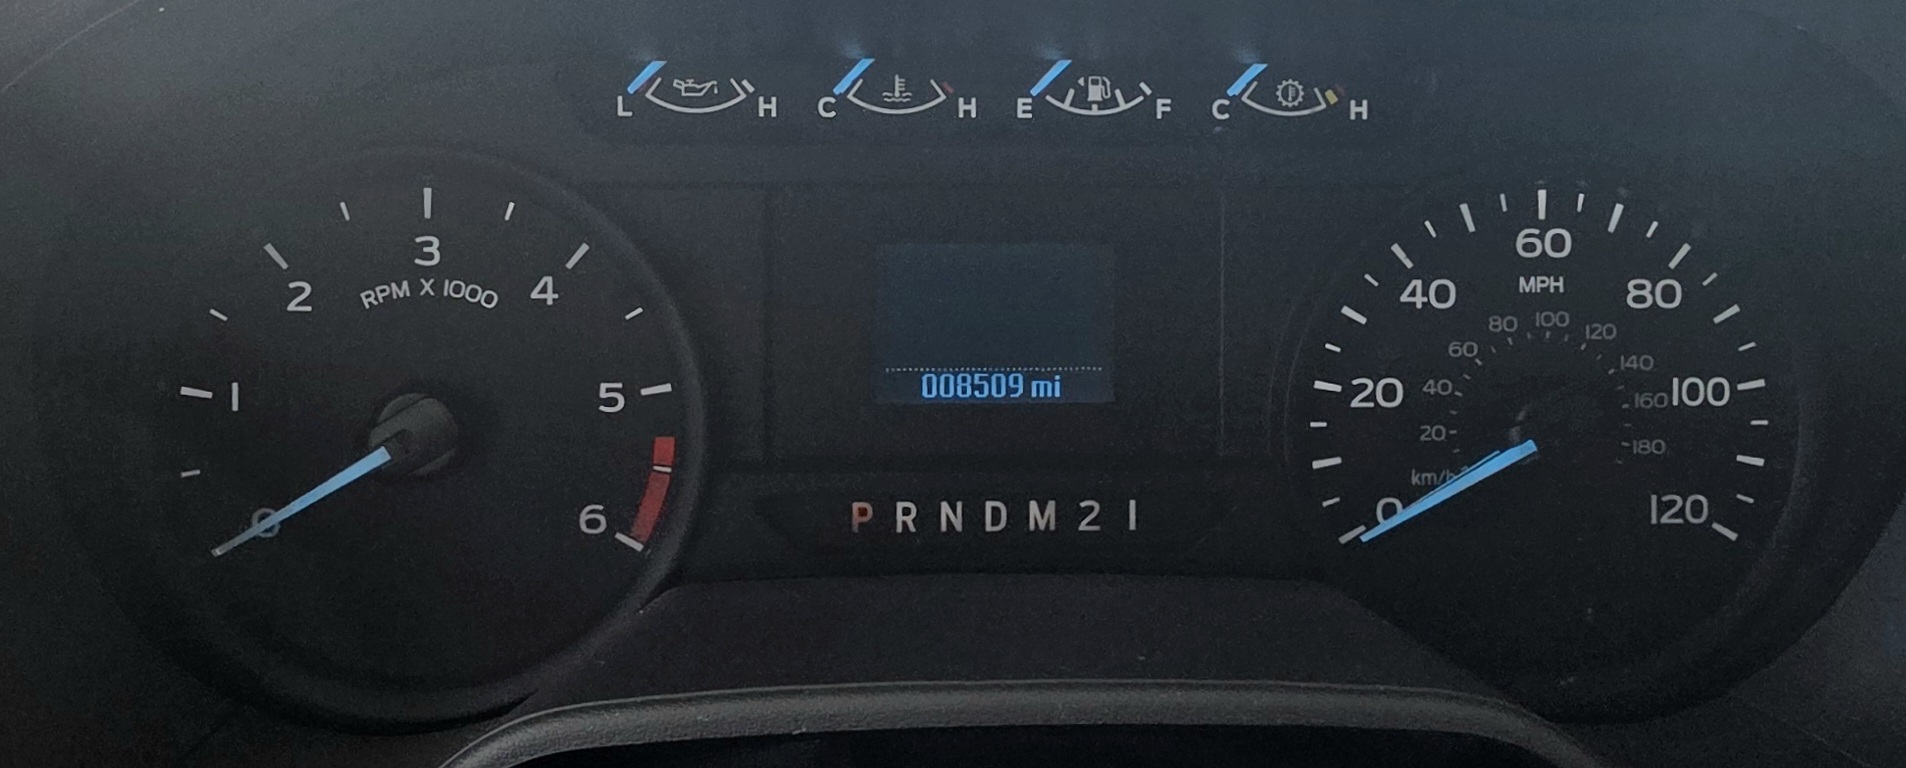 L H C H E F C H
3
2 4
RPM X 1000
1 5
0 6
008509 mi
P R N D M 2 1
60
MPH
40 80
20 100
0 120
80 100 120
60 140
40 160
20 180
km/h